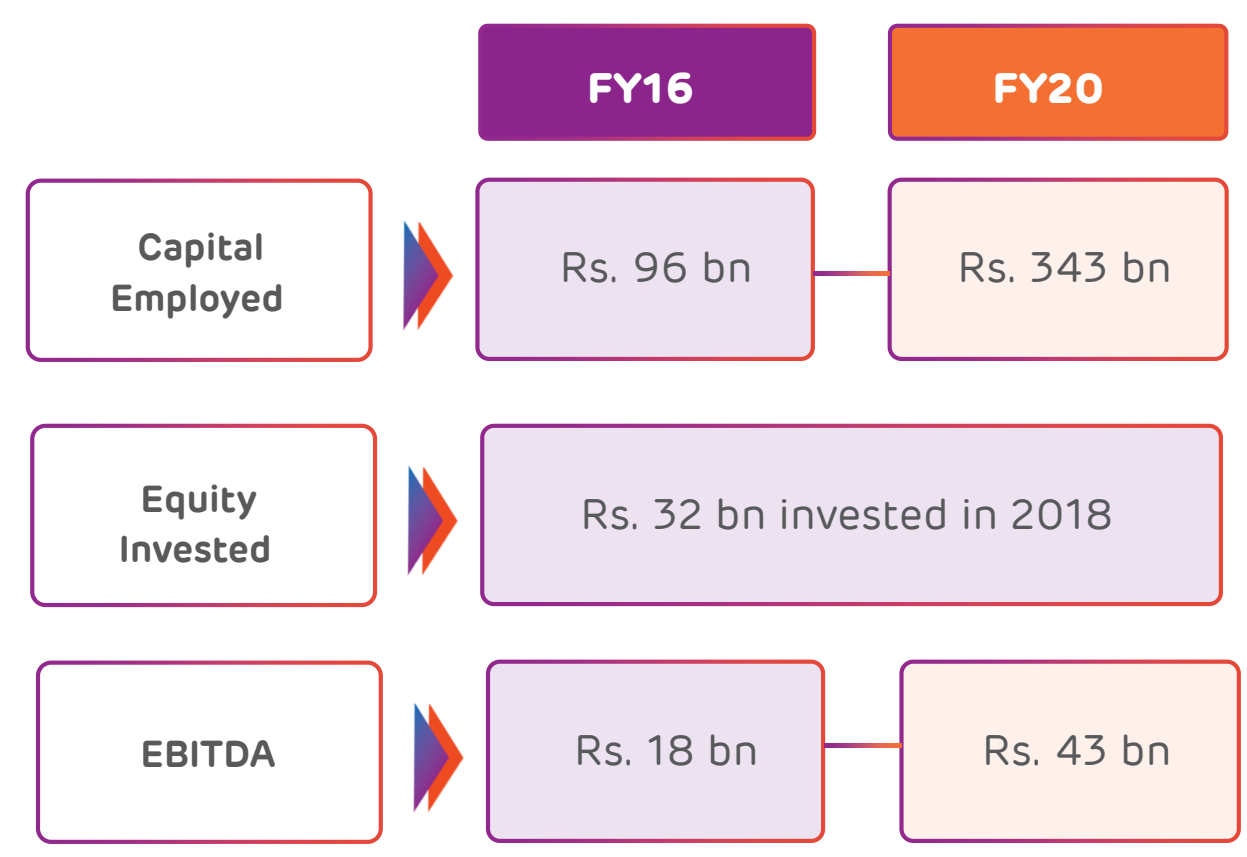 FY16
FY20
Capital
Employed
Rs. 96 bn
Rs. 343 bn
Equity
Invested
Rs. 32 bn invested in 2018
EBITDA
Rs. 18 bn
Rs. 43 bn